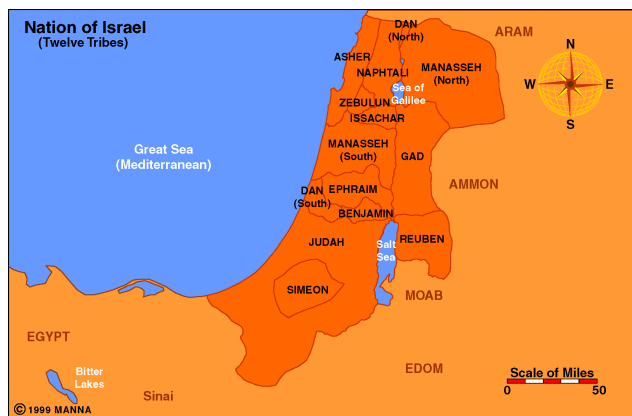 Nation of Israel
(Twelve Tribes)
DAN
(North)
ARAM
N
ASHER
NAPHTALI
MANASSEH
(North)
W
E
Sea of
Galilee
ZEBULUN
ISSACHAR
S
Great Sea
(Mediterranean)
MANASSEH
(South)
GAD
AMMON
DAN
(South)
EPHRAIM
BENJAMIN
JUDAH
Salt
Sea
REUBEN
SIMEON
MOAB
EGYPT
EDOM
Bitter
Lakes
Sinai
Scale of Miles
0
50
© 1999 MANNA